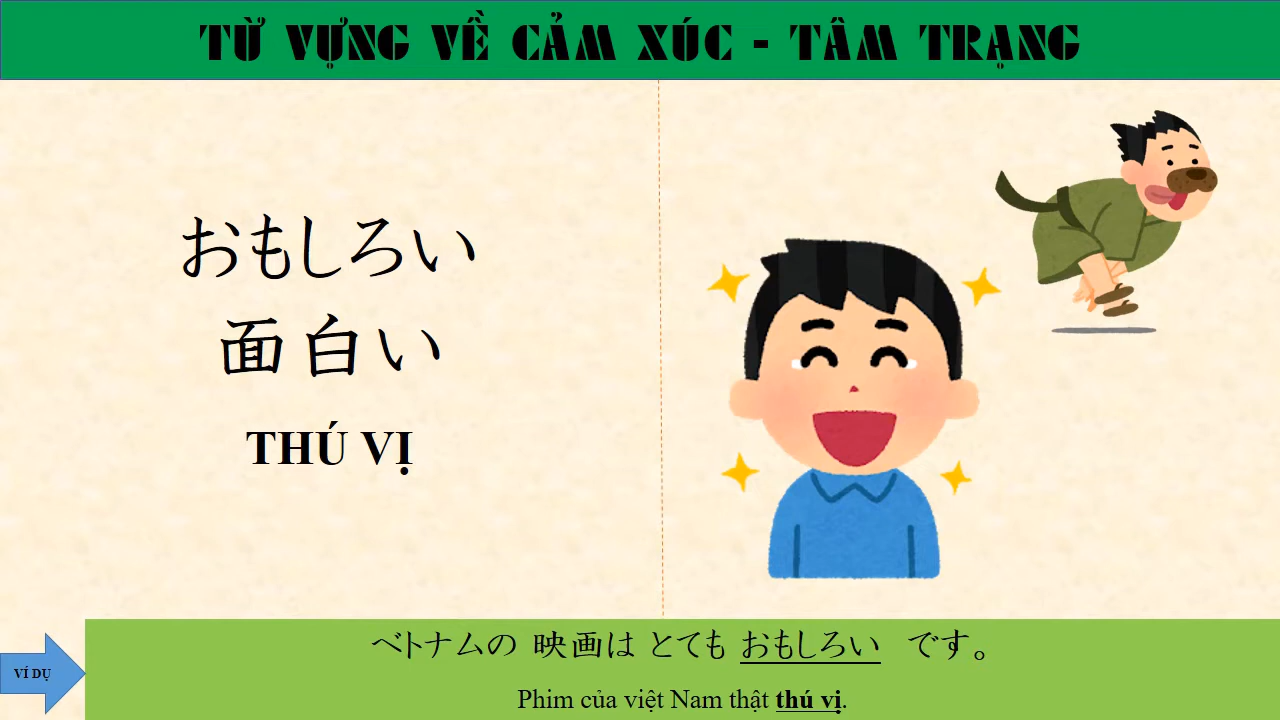 TỪ VỰNG VỀ CẢM XÚC - TÂM TRẠNG
おもしろい
面白い
THÚ VỊ
VÍ DỤ
ベトナムの 映画は とても おもしろい です。
Phim của việt Nam thật thú vị.